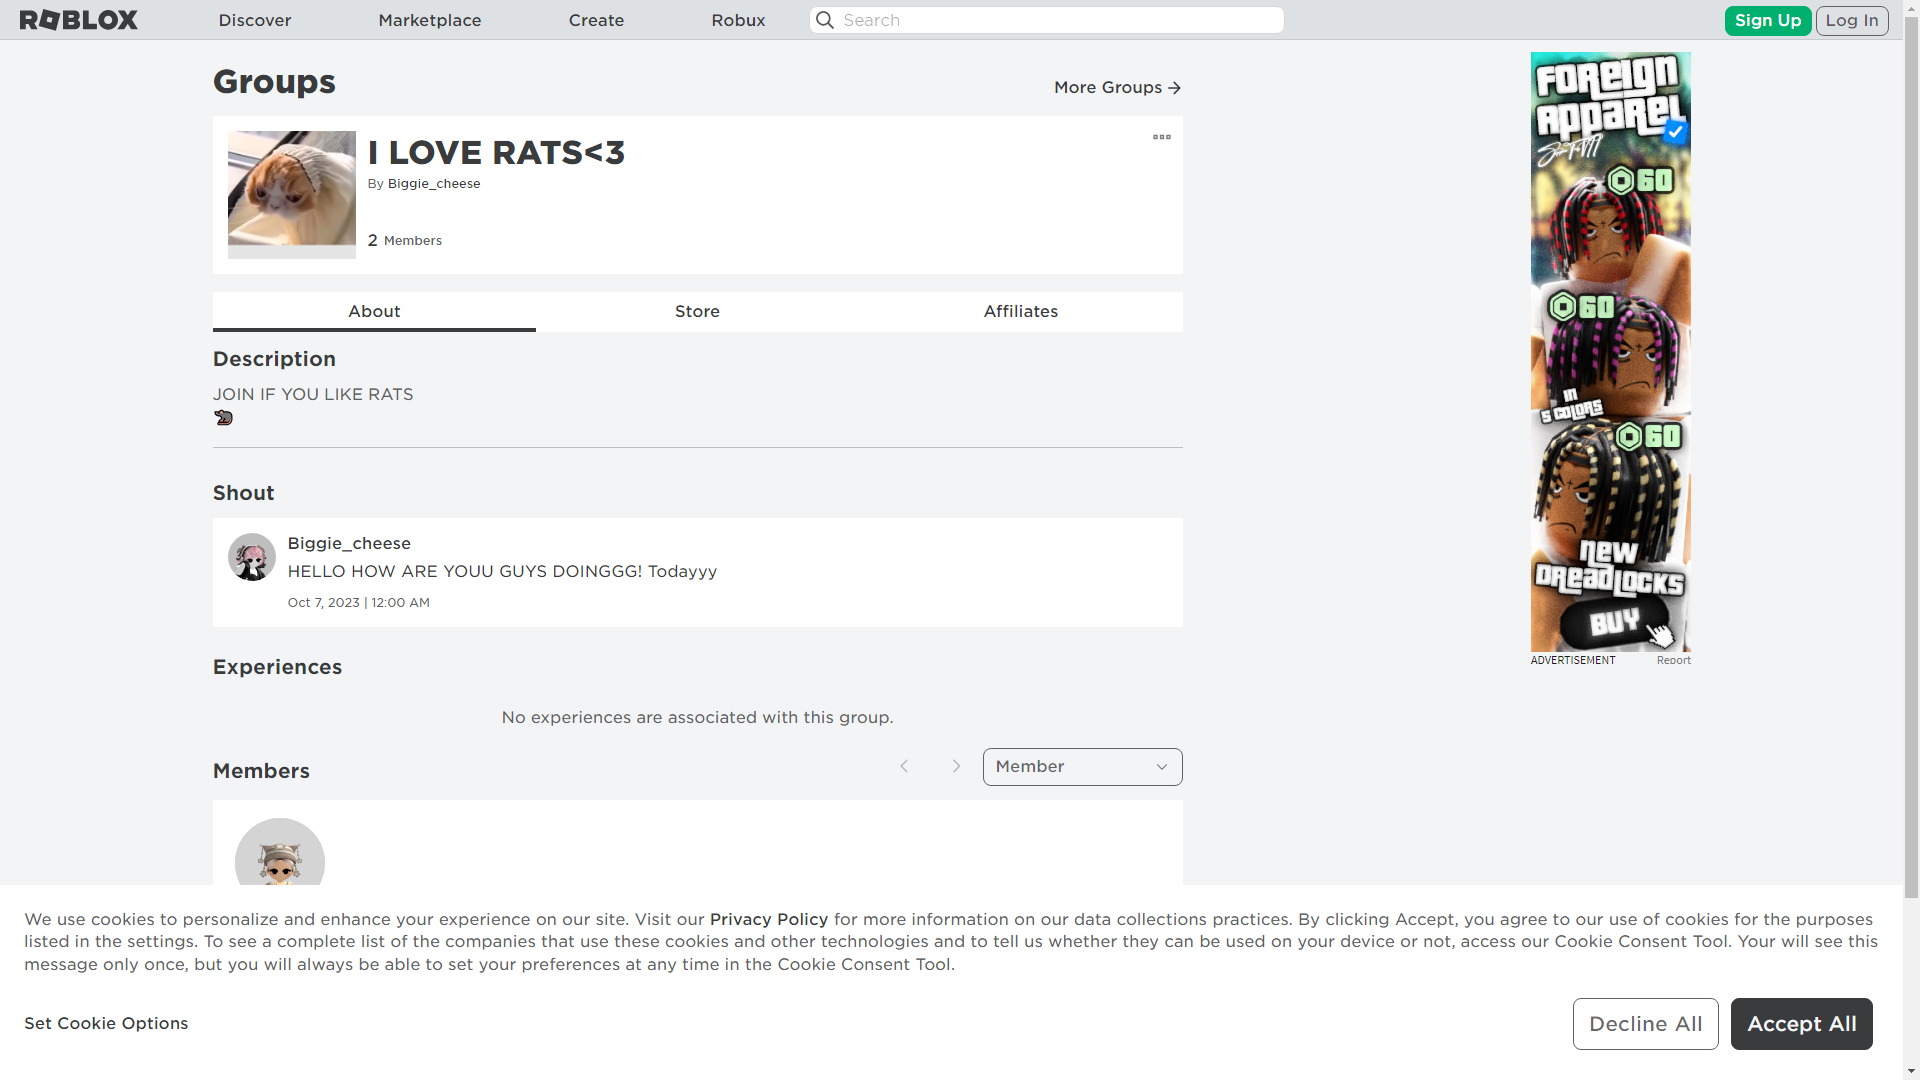 ROBLOX
Discover
Marketplace
Create
Robux
Search
Sign Up
Log In
Groups
More Groups
I LOVE RATS<3
By Biggie_cheese
2 Members
About
Store
Affiliates
Description
JOIN IF YOU LIKE RATS
Shout
Biggie_cheese
HELLO HOW ARE YOUU GUYS DOINGGG! Todayyy
Oct 7, 2023 | 12:00 AM
Experiences
No experiences are associated with this group.
Members
Member
FOREIGN
APPAREL
60
60
IN
5 COLORS
60
NEW
DREADLOCKS
BUY
ADVERTISEMENT
Report
We use cookies to personalize and enhance your experience on our site. Visit our Privacy Policy for more information on our data collections practices. By clicking Accept, you agree to our use of cookies for the purposes
listed in the settings. To see a complete list of the companies that use these cookies and other technologies and to tell us whether they can be used on your device or not, access our Cookie Consent Tool. Your will see this
message only once, but you will always be able to set your preferences at any time in the Cookie Consent Tool.
Set Cookie Options
Decline All
Accept All